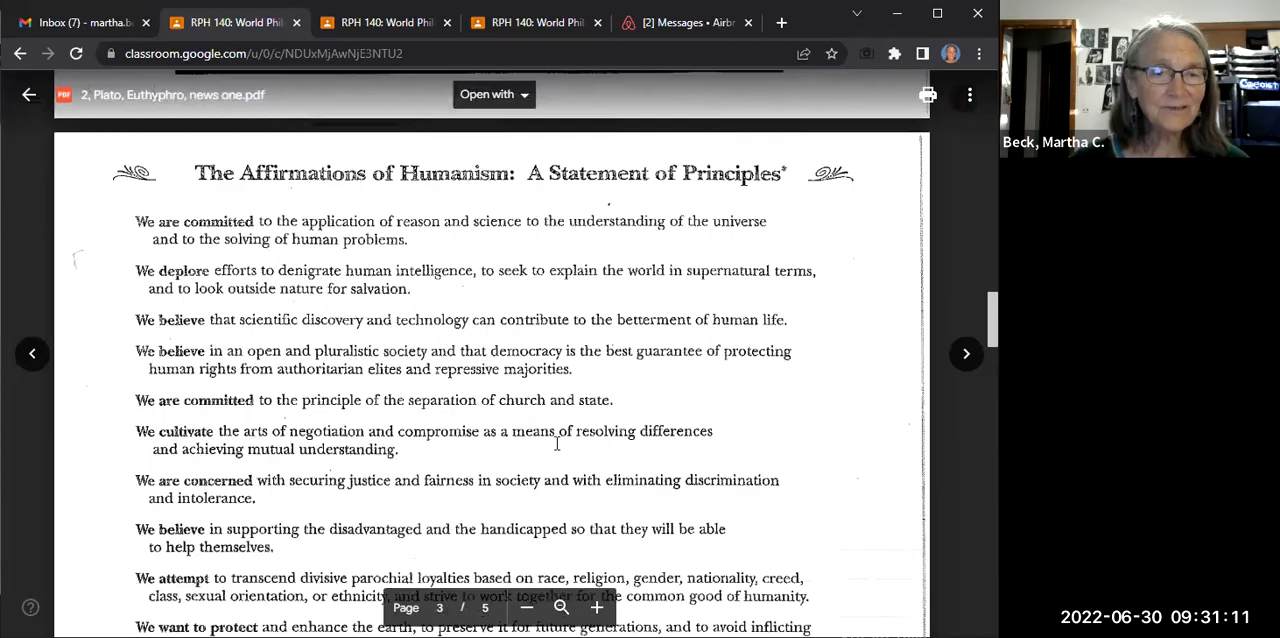 Inbox (7) - martha.b
RPH 140: World Phil
RPH 140: World Phil
RPH 140: World Phil
[2] Messages • Airbr
classroom.google.com/u/0/c/NDUxMjAwNjE3NTU2
PDF 2, Plato, Euthyphro, news one.pdf
Open with
Beck, Martha C.
The Affirmations of Humanism: A Statement of Principles*
We are committed to the application of reason and science to the understanding of the universe
and to the solving of human problems.
We deplore efforts to denigrate human intelligence, to seek to explain the world in supernatural terms,
and to look outside nature for salvation.
We believe that scientific discovery and technology can contribute to the betterment of human life.
We believe in an open and pluralistic society and that democracy is the best guarantee of protecting
human rights from authoritarian elites and repressive majorities.
We are committed to the principle of the separation of church and state.
We cultivate the arts of negotiation and compromise as a means of resolving differences
and achieving mutual understanding.
We are concerned with securing justice and fairness in society and with eliminating discrimination
and intolerance.
We believe in supporting the disadvantaged and the handicapped so that they will be able
to help themselves.
We attempt to transcend divisive parochial loyalties based on race, religion, gender, nationality, creed,
class, sexual orientation, or ethnicity, and strive to work together for the common good of humanity.
Page 3 / 5
We want to protect and enhance the earth, to preserve it for future generations, and to avoid inflicting
2022-06-30 09:31:11